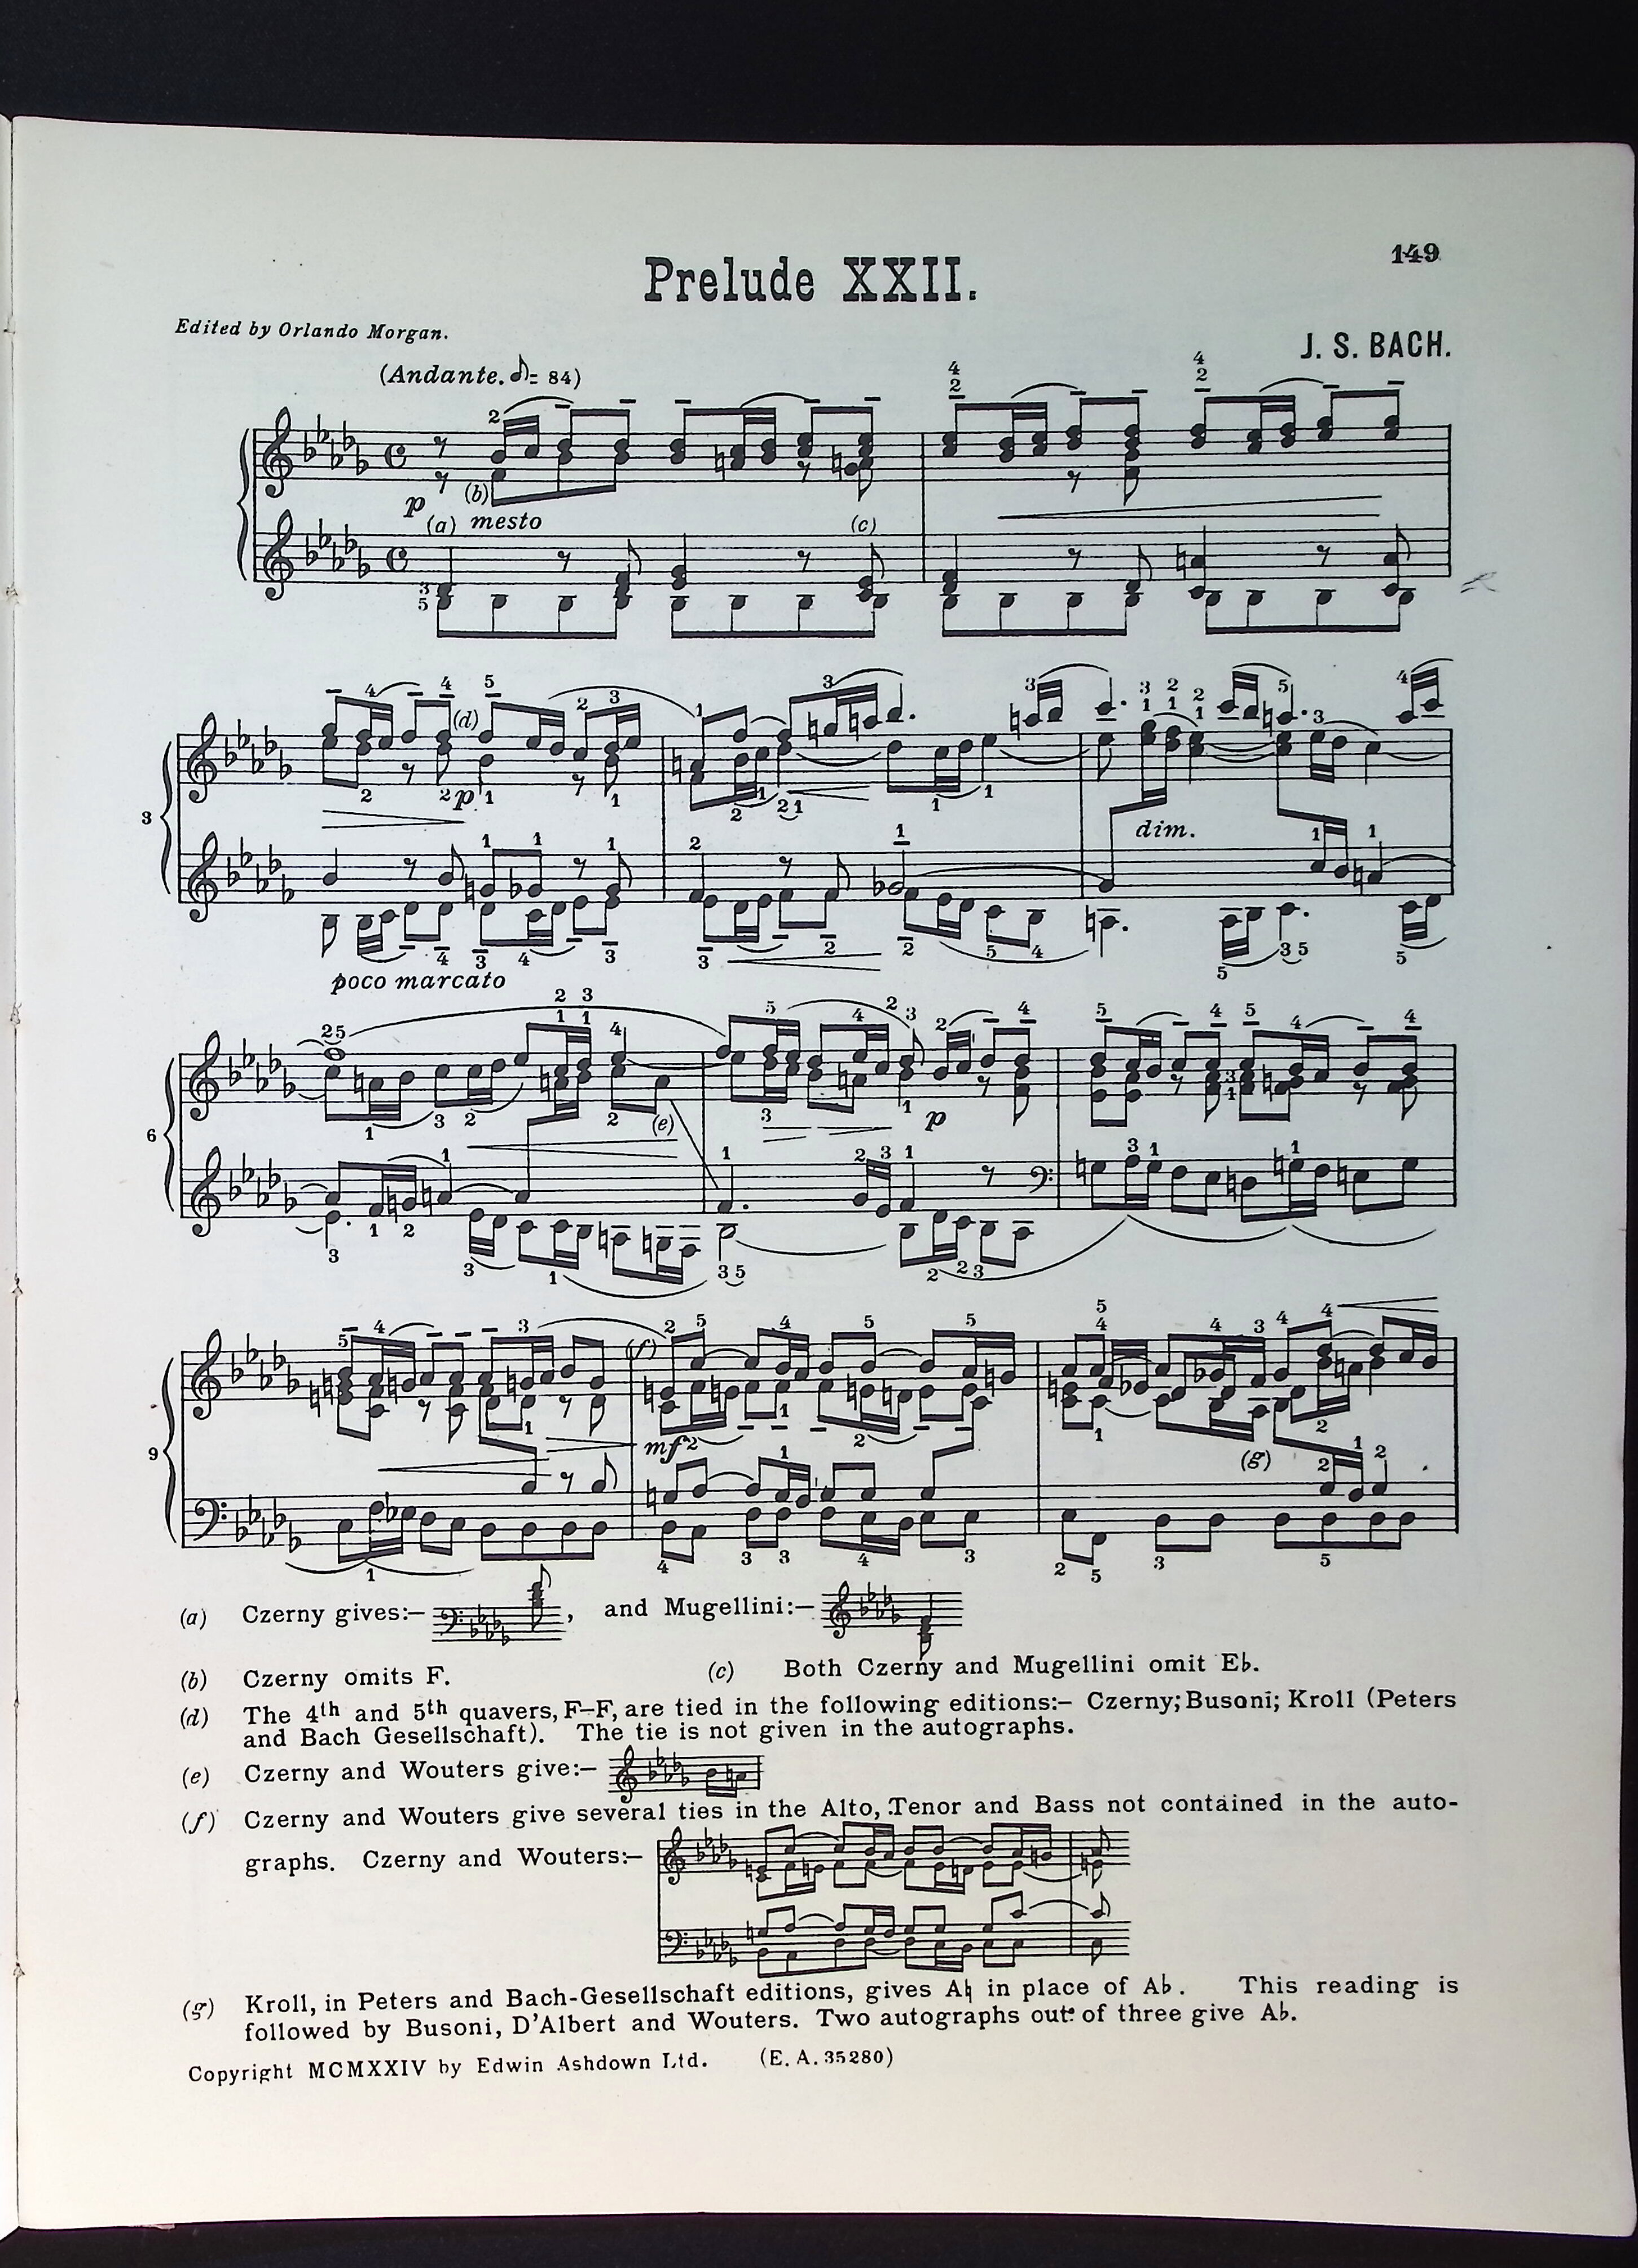 149
Prelude XXII.
Edited by Orlando Morgan.
J. S. BACH.
(Andante. ♪= 84)
p
(b)
(a) mesto
(c)
(d)
p
3
dim.
poco marcato
(e)
p
6
(f)
mf
9
(g)
(a) Czerny gives:– , and Mugellini:–
(b) Czerny omits F. (c) Both Czerny and Mugellini omit E♭.
(d) The 4th and 5th quavers, F–F, are tied in the following editions:– Czerny; Busoni; Kroll (Peters
and Bach Gesellschaft). The tie is not given in the autographs.
(e) Czerny and Wouters give:–
(f) Czerny and Wouters give several ties in the Alto, Tenor and Bass not contained in the auto-
graphs. Czerny and Wouters:–
(g) Kroll, in Peters and Bach-Gesellschaft editions, gives A♮ in place of A♭. This reading is
followed by Busoni, D'Albert and Wouters. Two autographs out of three give A♭.
Copyright MCMXXIV by Edwin Ashdown Ltd. (E. A. 35280)